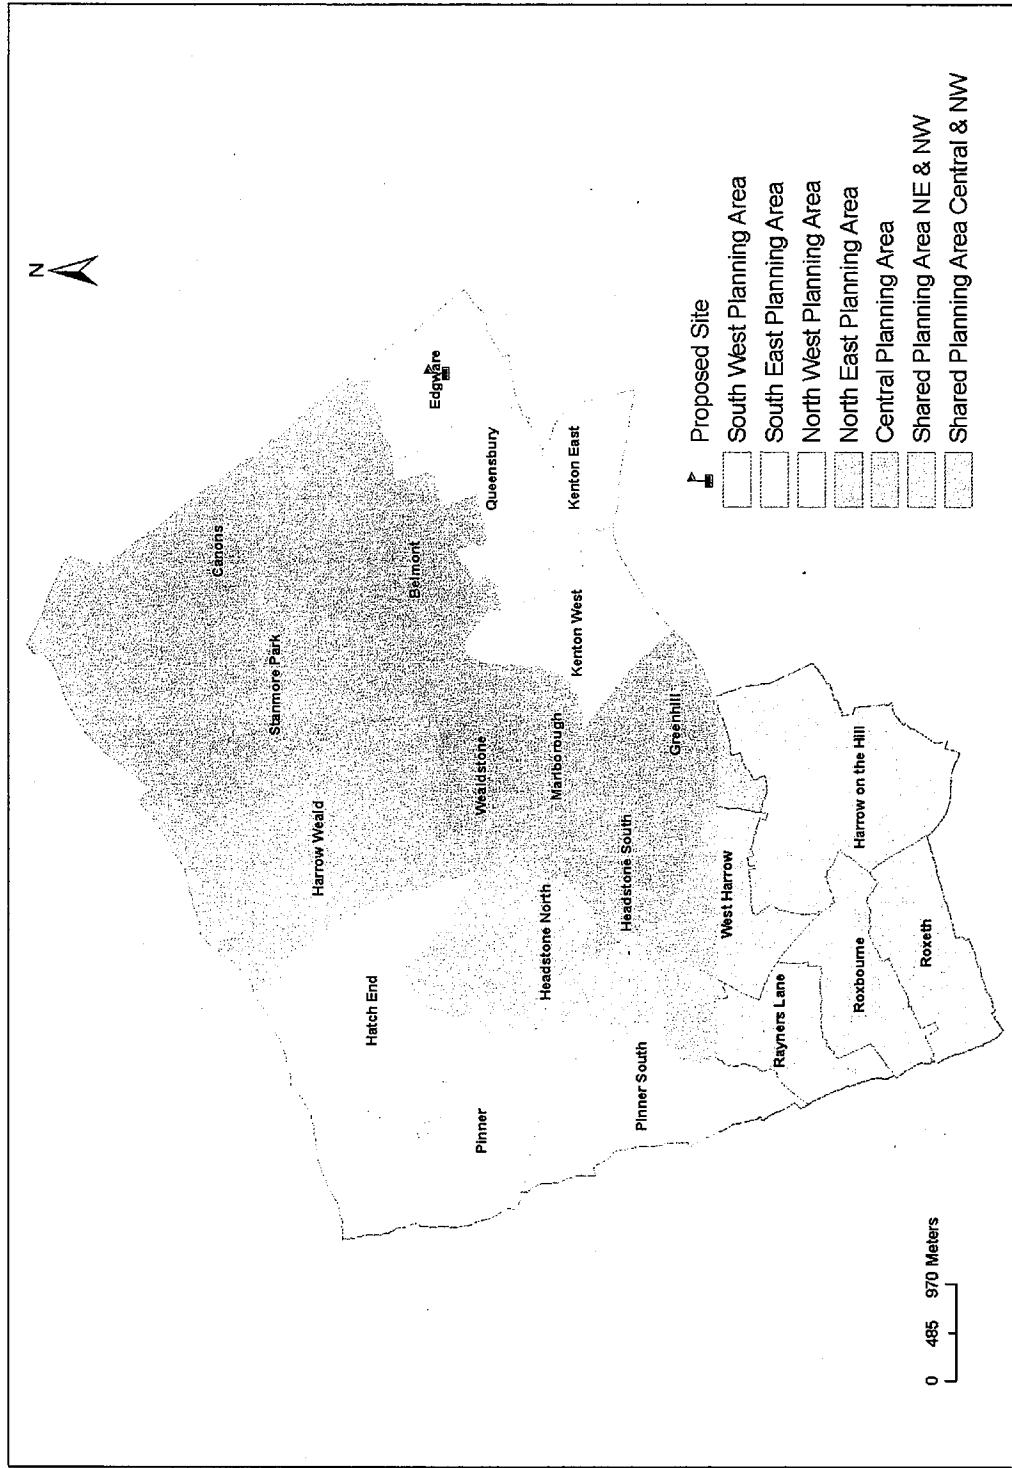 N
Canons
Stanmore Park
Harrow Weald
Hatch End
Edgware
Belmont
Queensbury
Wealdstone
Pinner
Kenton East
Kenton West
Marlborough
Headstone North
Headstone South
Pinner South
Greenhill
West Harrow
Rayners Lane
Harrow on the Hill
Roxbourne
Roxeth
Proposed Site
South West Planning Area
South East Planning Area
North West Planning Area
North East Planning Area
Central Planning Area
Shared Planning Area NE & NW
Shared Planning Area Central & NW
0 485 970 Meters